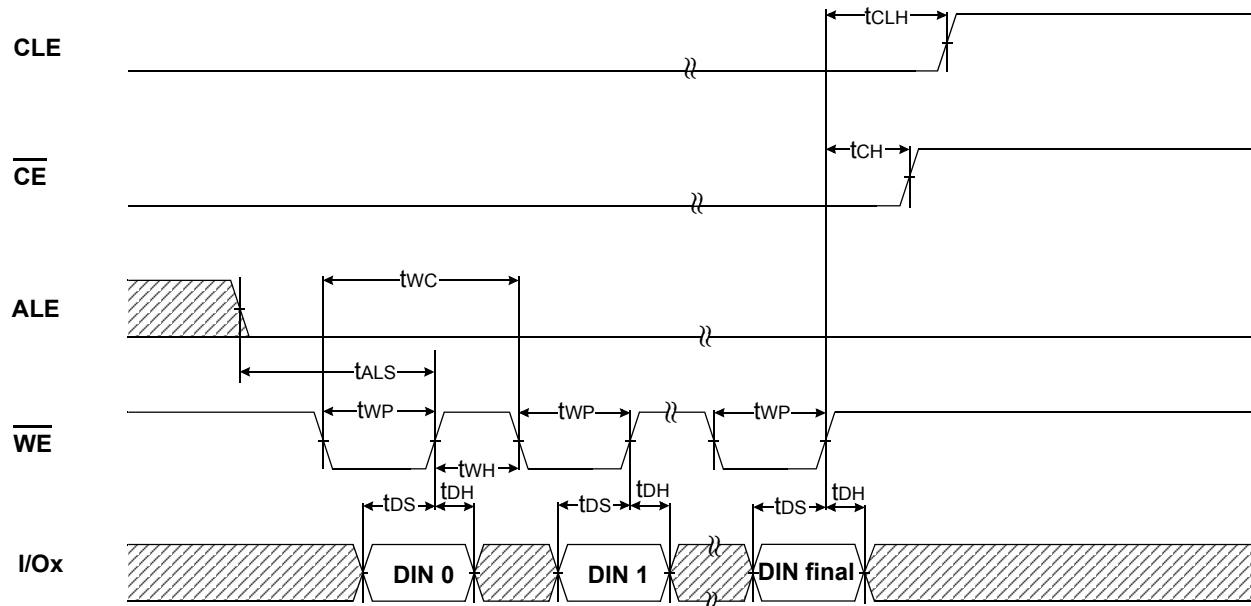 tCLH
CLE
tCH
CE
tWC
ALE
tALS
tWP tWP tWP
WE
tWH
tDS tDH tDS tDH tDS tDH
I/Ox DIN 0 DIN 1 DIN final